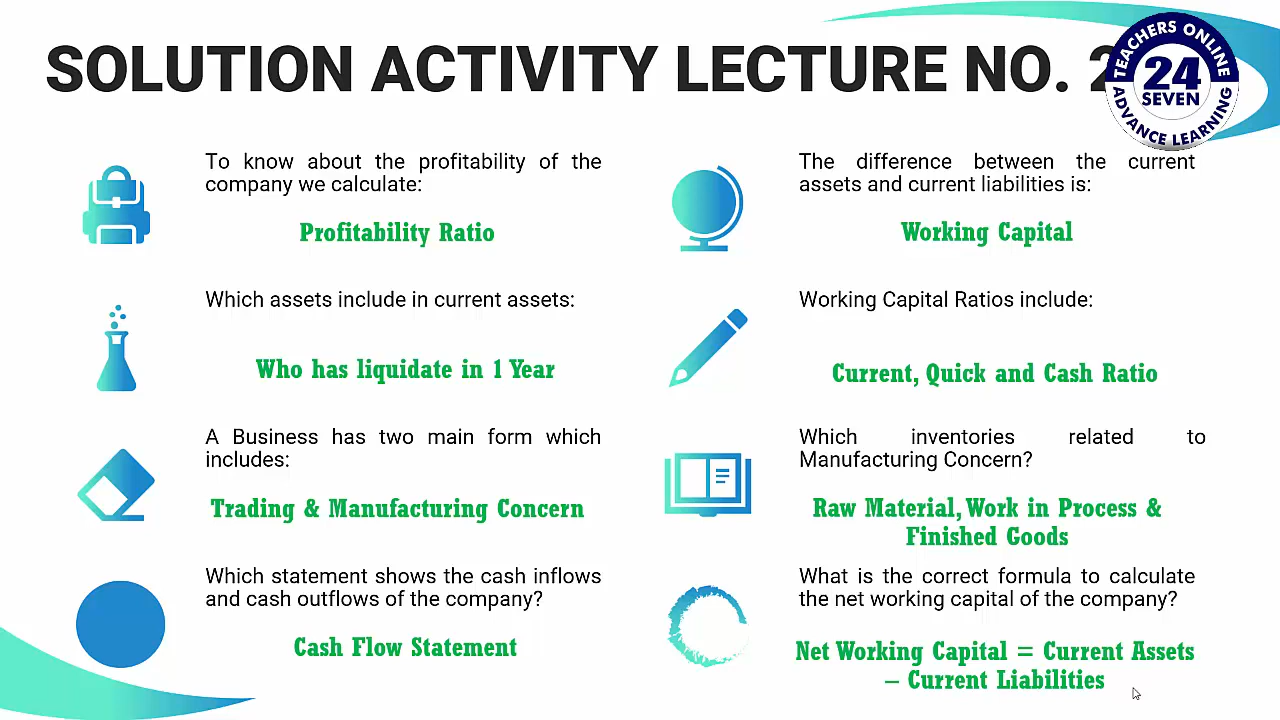 SOLUTION ACTIVITY LECTURE NO. 2
TEACHERS ONLINE
24
SEVEN
ADVANCE LEARNING
To know about the profitability of the
company we calculate:
Profitability Ratio
The difference between the current
assets and current liabilities is:
Working Capital
Which assets include in current assets:
Who has liquidate in 1 Year
Working Capital Ratios include:
Current, Quick and Cash Ratio
A Business has two main form which
includes:
Trading & Manufacturing Concern
Which inventories related to
Manufacturing Concern?
Raw Material, Work in Process &
Finished Goods
Which statement shows the cash inflows
and cash outflows of the company?
Cash Flow Statement
What is the correct formula to calculate
the net working capital of the company?
Net Working Capital = Current Assets
– Current Liabilities